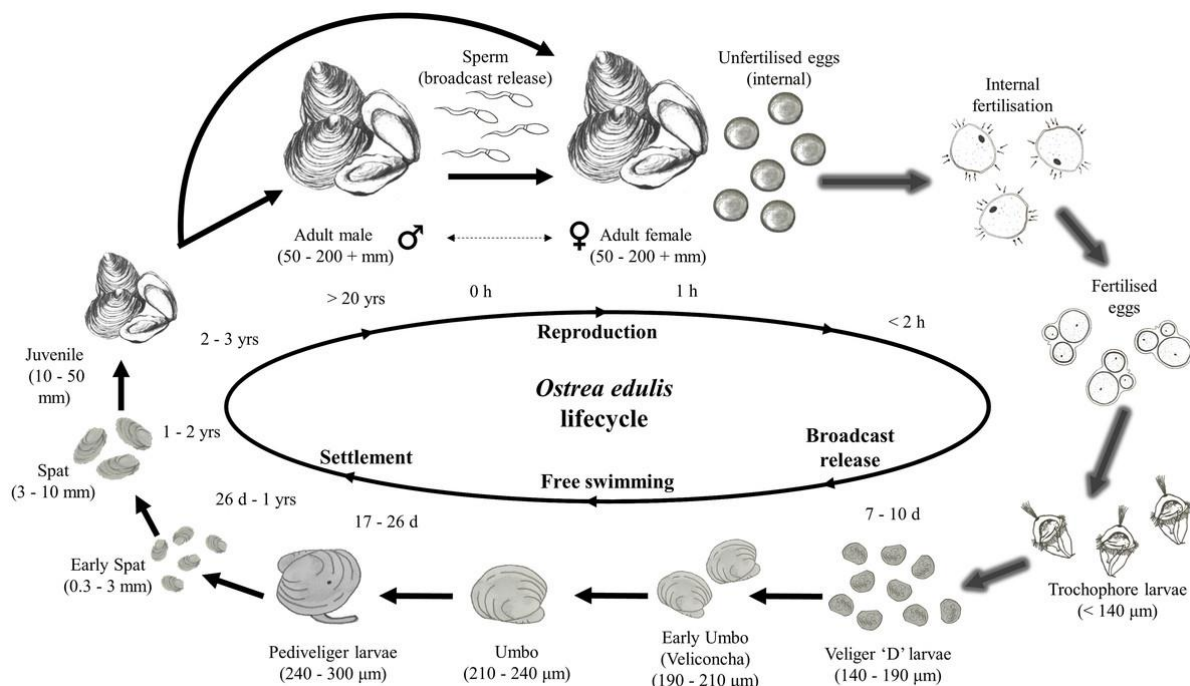 Sperm
(broadcast release)
Unfertilised eggs
(internal)
Internal
fertilisation
Adult male ♂
(50 - 200 + mm)
♀ Adult female
(50 - 200 + mm)
Fertilised
eggs
> 20 yrs
0 h
1 h
< 2 h
2 - 3 yrs
Reproduction
Juvenile
(10 - 50
mm)
Ostrea edulis
lifecycle
1 - 2 yrs
Settlement
Broadcast
release
Free swimming
Spat
(3 - 10 mm)
26 d - 1 yrs
17 - 26 d
7 - 10 d
Early Spat
(0.3 - 3 mm)
Trochophore larvae
(< 140 µm)
Pediveliger larvae
(240 - 300 µm)
Umbo
(210 - 240 µm)
Early Umbo
(Veliconcha)
(190 - 210 µm)
Veliger ‘D’ larvae
(140 - 190 µm)